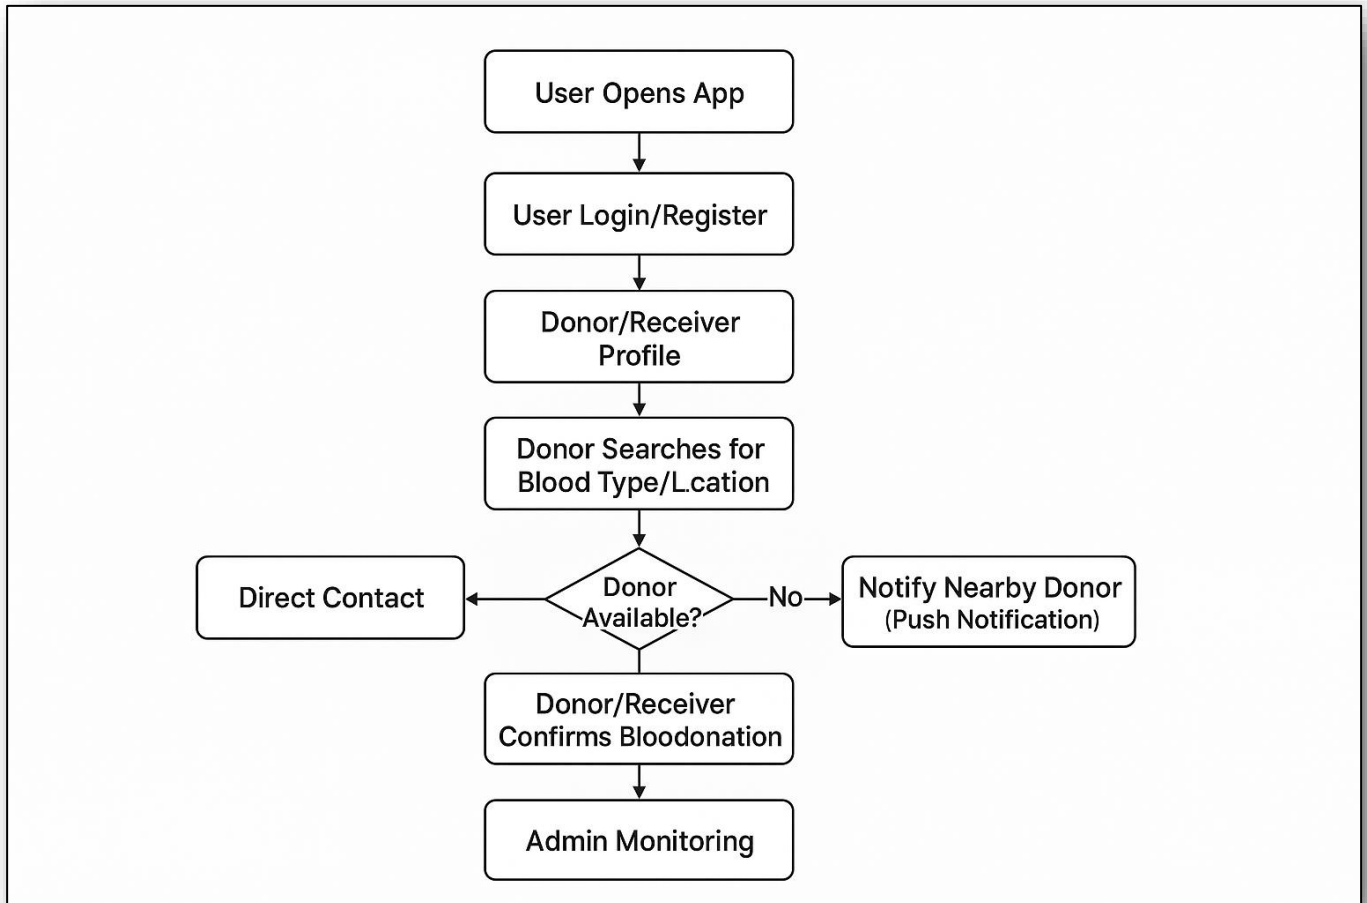 User Opens App
User Login/Register
Donor/Receiver
Profile
Donor Searches for
Blood Type/L.cation
Donor
Available?
Direct Contact
No
Notify Nearby Donor
(Push Notification)
Donor/Receiver
Confirms Bloodonation
Admin Monitoring